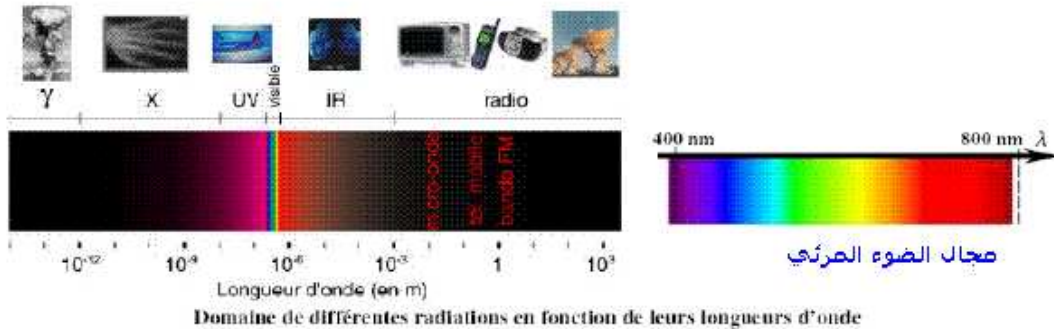 γ X UV visible IR radio
micro-onde
tél. mobile
bande FM
10-12 10-9 10-6 10-3 1 10³
Longueur d'onde (en m)
400 nm 800 nm λ
مجال الضوء المرئي
Domaine de différentes radiations en fonction de leurs longueurs d'onde